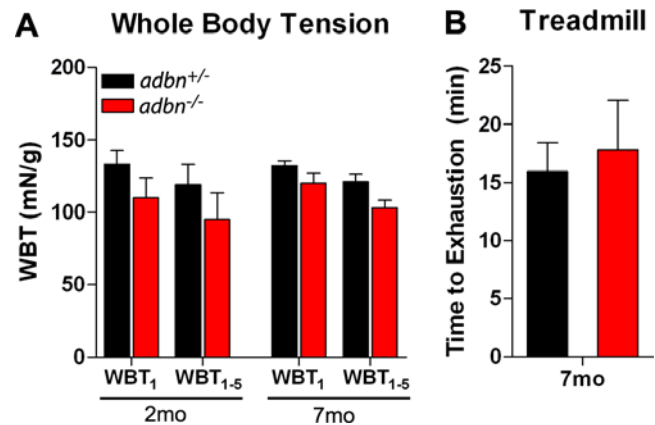 A Whole Body Tension
WBT (mN/g)
200
150
100
50
0
adbn+/-
adbn-/-
WBT1 WBT1-5 WBT1 WBT1-5
2mo 7mo
B Treadmill
Time to Exhaustion (min)
25
20
15
10
5
0
7mo